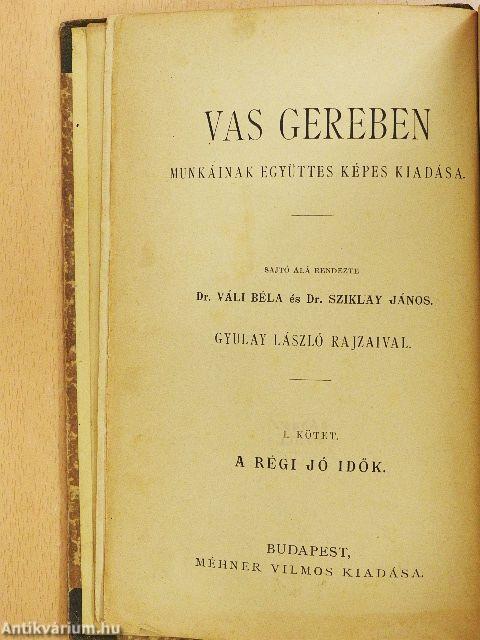 VAS GEREBEN
MUNKÁINAK EGYÜTTES KÉPES KIADÁSA.
SAJTÓ ALÁ RENDEZTE
Dr. VÁLI BÉLA és Dr. SZIKLAY JÁNOS.
GYULAY LÁSZLÓ RAJZAIVAL.
I. KÖTET.
A RÉGI JÓ IDŐK.
BUDAPEST,
MÉHNER VILMOS KIADÁSA.
Antikvárium.hu